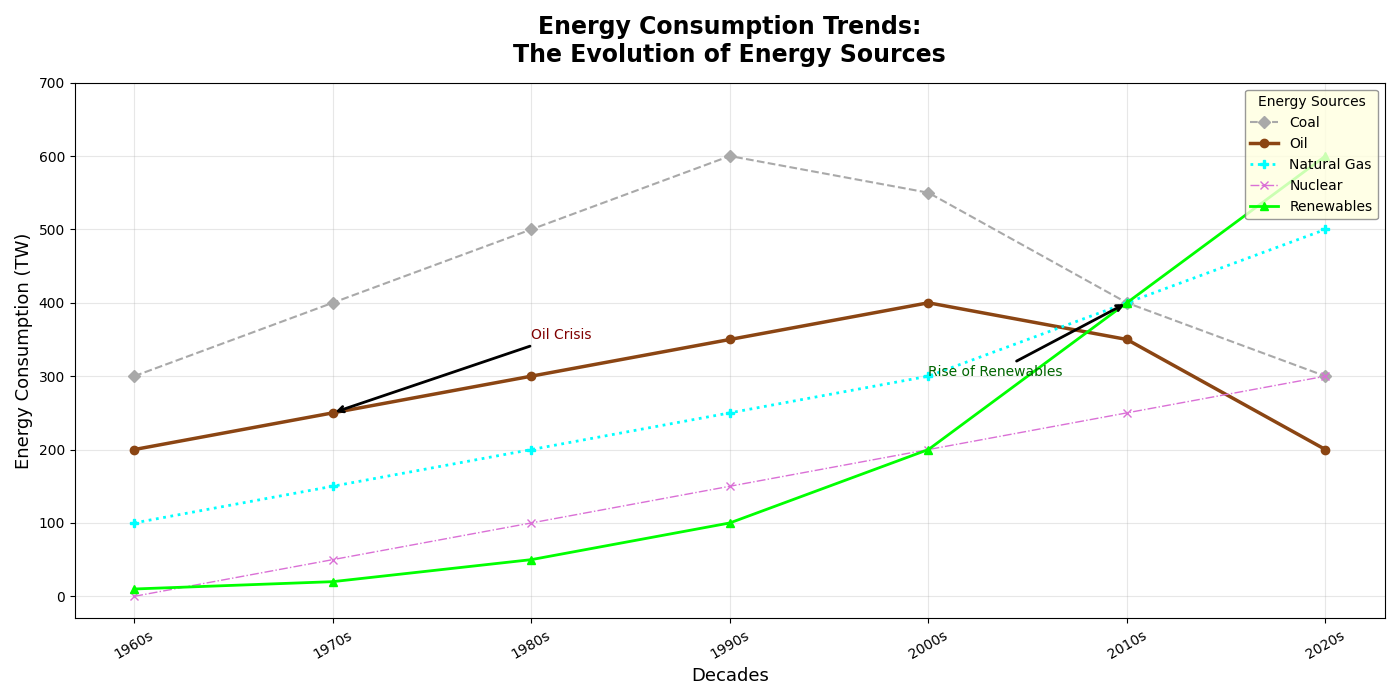 Energy Consumption Trends:
The Evolution of Energy Sources
Energy Consumption (TW)
700
600
500
400
300
200
100
0
Energy Sources
Coal
Oil
Natural Gas
Nuclear
Renewables
Oil Crisis
Rise of Renewables
1960s
1970s
1980s
1990s
2000s
2010s
2020s
Decades